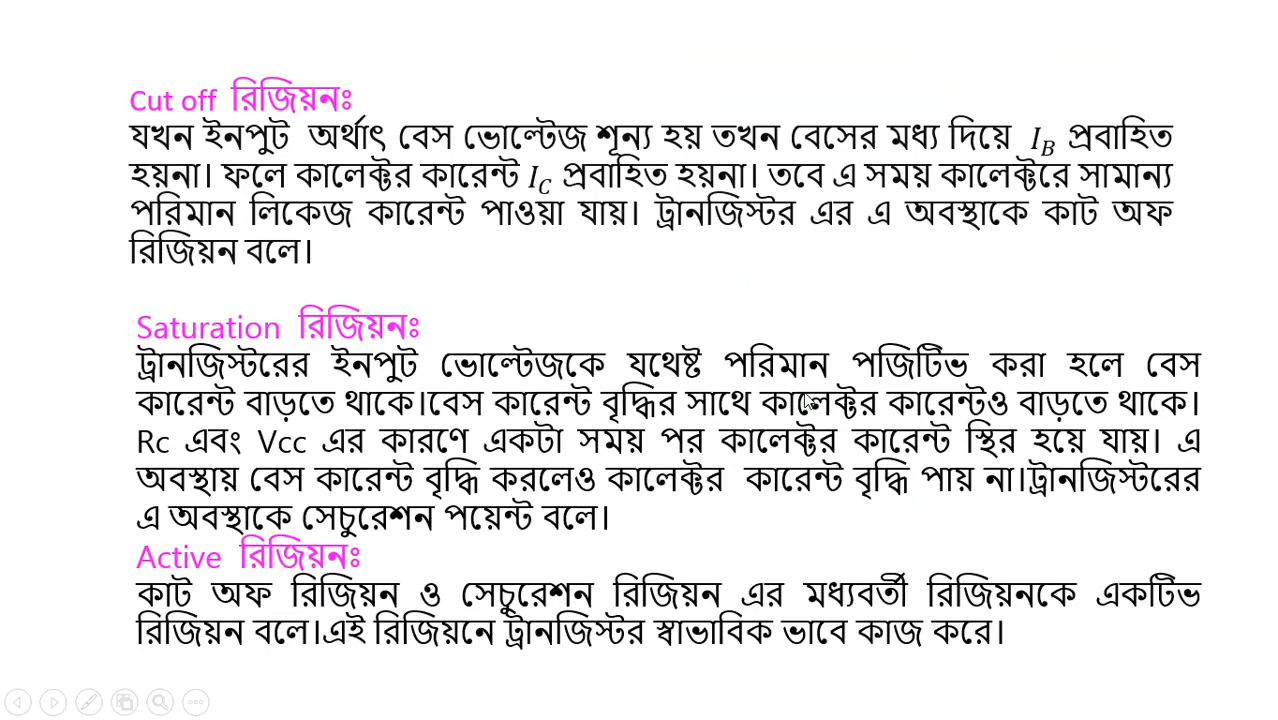 Cut off রিজিয়নঃ
যখন ইনপুট অর্থাৎ বেস ভোল্টেজ শূন্য হয় তখন বেসের মধ্য দিয়ে I_B প্রবাহিত
হয়না। ফলে কালেক্টর কারেন্ট I_C প্রবাহিত হয়না। তবে এ সময় কালেক্টরে সামান্য
পরিমান লিকেজ কারেন্ট পাওয়া যায়। ট্রানজিস্টর এর এ অবস্থাকে কাট অফ
রিজিয়ন বলে।
Saturation রিজিয়নঃ
ট্রানজিস্টরের ইনপুট ভোল্টেজকে যথেষ্ট পরিমান পজিটিভ করা হলে বেস
কারেন্ট বাড়তে থাকে।বেস কারেন্ট বৃদ্ধির সাথে কালেক্টর কারেন্টও বাড়তে থাকে।
Rc এবং Vcc এর কারণে একটা সময় পর কালেক্টর কারেন্ট স্থির হয়ে যায়। এ
অবস্থায় বেস কারেন্ট বৃদ্ধি করলেও কালেক্টর কারেন্ট বৃদ্ধি পায় না।ট্রানজিস্টরের
এ অবস্থাকে সেচুরেশন পয়েন্ট বলে।
Active রিজিয়নঃ
কাট অফ রিজিয়ন ও সেচুরেশন রিজিয়ন এর মধ্যবর্তী রিজিয়নকে একটিভ
রিজিয়ন বলে।এই রিজিয়নে ট্রানজিস্টর স্বাভাবিক ভাবে কাজ করে।